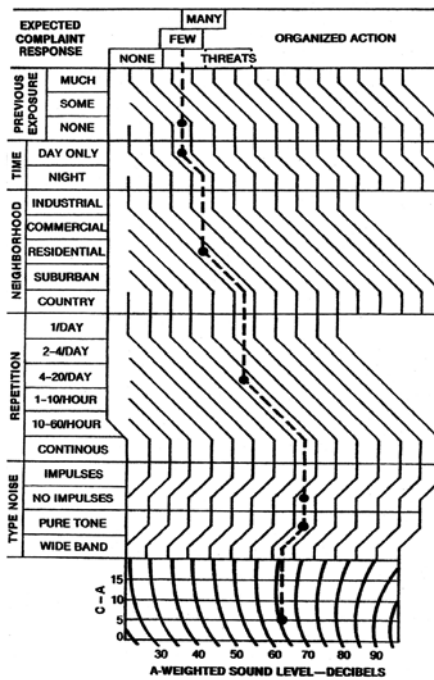 EXPECTED COMPLAINT RESPONSE
MANY
FEW
ORGANIZED ACTION
NONE
THREATS
PREVIOUS EXPOSURE
MUCH
SOME
NONE
TIME
DAY ONLY
NIGHT
NEIGHBORHOOD
INDUSTRIAL
COMMERCIAL
RESIDENTIAL
SUBURBAN
COUNTRY
REPETITION
1/DAY
2–4/DAY
4–20/DAY
1–10/HOUR
10–60/HOUR
CONTINOUS
TYPE NOISE
IMPULSES
NO IMPULSES
PURE TONE
WIDE BAND
C – A
15
10
5
0
30 40 50 60 70 80 90
A-WEIGHTED SOUND LEVEL—DECIBELS